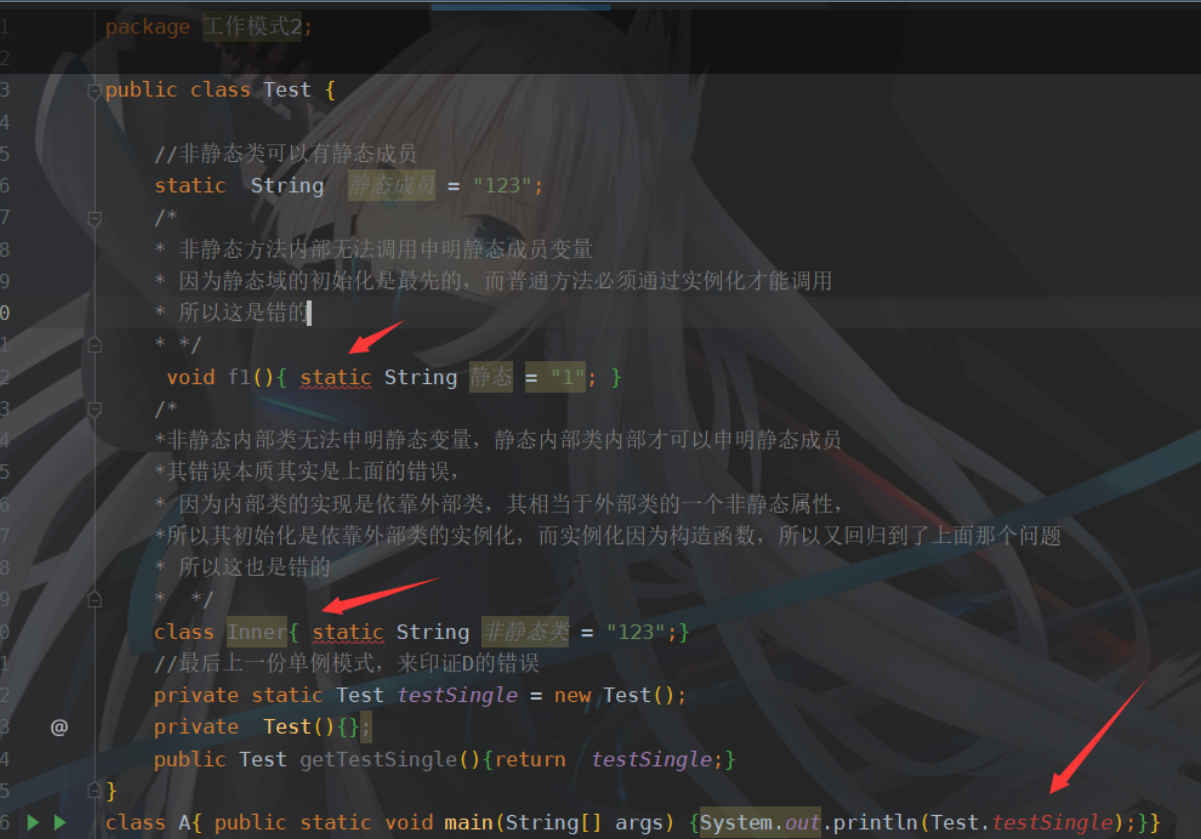 1 package 工作模式2;
2
3 public class Test {
4
5 //非静态类可以有静态成员
6 static String 静态成员 = "123";
7 /*
8 * 非静态方法内部无法调用申明静态成员变量
9 * 因为静态域的初始化是最先的，而普通方法必须通过实例化才能调用
0 * 所以这是错的
1 * */
2 void f1(){ static String 静态 = "1"; }
3 /*
4 *非静态内部类无法申明静态变量，静态内部类内部才可以申明静态成员
5 *其错误本质其实是上面的错误，
6 * 因为内部类的实现是依靠外部类，其相当于外部类的一个非静态属性，
7 *所以其初始化是依靠外部类的实例化，而实例化因为构造函数，所以又回归到了上面那个问题
8 * 所以这也是错的
9 * */
0 class Inner{ static String 非静态类 = "123";}
1 //最后上一份单例模式，来印证D的错误
2 private static Test testSingle = new Test();
3 @ private Test(){};
4 public Test getTestSingle(){return testSingle;}
5 }
6 class A{ public static void main(String[] args) {System.out.println(Test.testSingle);}}